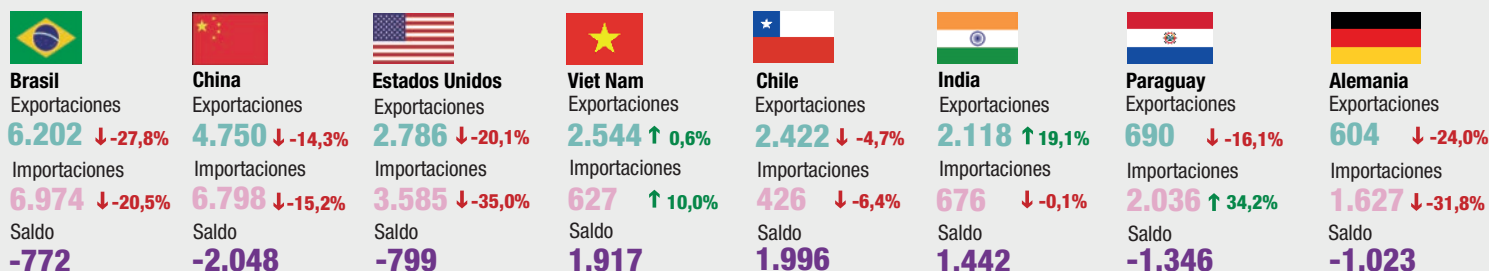 Brasil
Exportaciones
6.202 ↓-27,8%
Importaciones
6.974 ↓-20,5%
Saldo
-772
China
Exportaciones
4.750 ↓-14,3%
Importaciones
6.798 ↓-15,2%
Saldo
-2.048
Estados Unidos
Exportaciones
2.786 ↓-20,1%
Importaciones
3.585 ↓-35,0%
Saldo
-799
Viet Nam
Exportaciones
2.544 ↑ 0,6%
Importaciones
627 ↑ 10,0%
Saldo
1.917
Chile
Exportaciones
2.422 ↓ -4,7%
Importaciones
426 ↓ -6,4%
Saldo
1.996
India
Exportaciones
2.118 ↑ 19,1%
Importaciones
676 ↓ -0,1%
Saldo
1.442
Paraguay
Exportaciones
690 ↓ -16,1%
Importaciones
2.036 ↑ 34,2%
Saldo
-1.346
Alemania
Exportaciones
604 ↓ -24,0%
Importaciones
1.627 ↓-31,8%
Saldo
-1.023